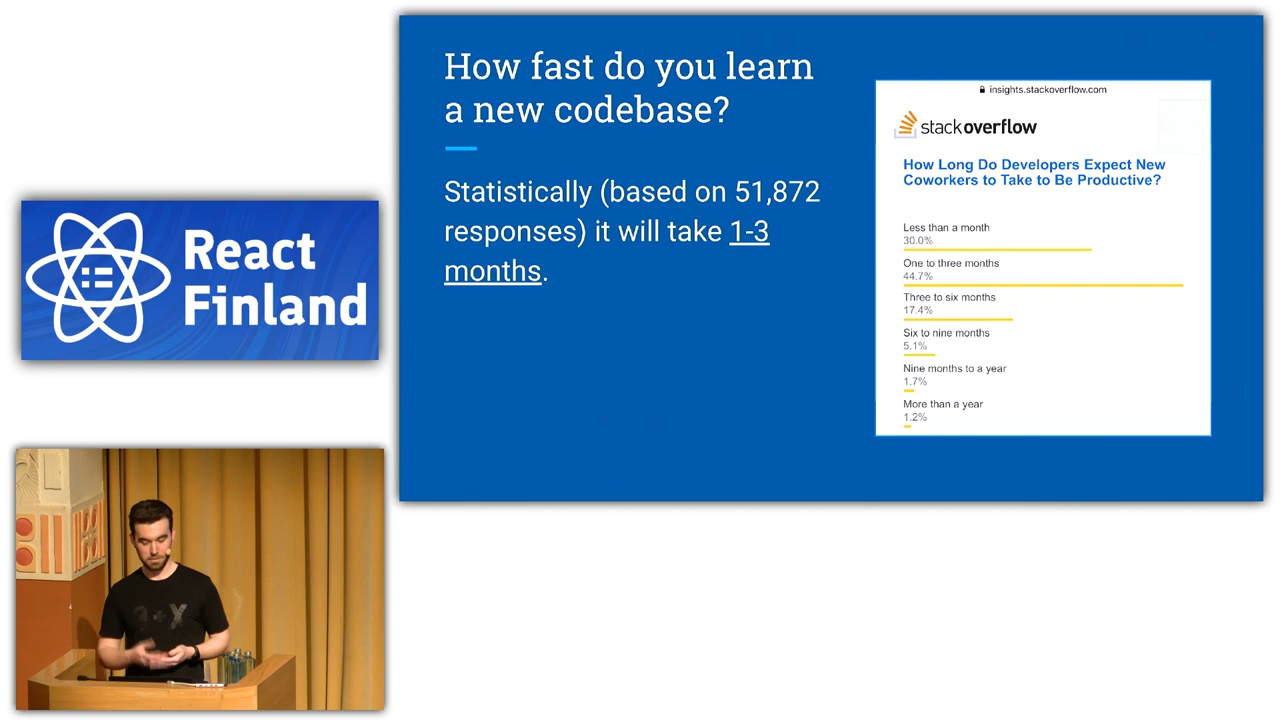 How fast do you learn
a new codebase?
Statistically (based on 51,872
responses) it will take 1-3
months.
insights.stackoverflow.com
stackoverflow
How Long Do Developers Expect New
Coworkers to Take to Be Productive?
Less than a month
30.0%
One to three months
44.7%
Three to six months
17.4%
Six to nine months
5.1%
Nine months to a year
1.7%
More than a year
1.2%
React
Finland